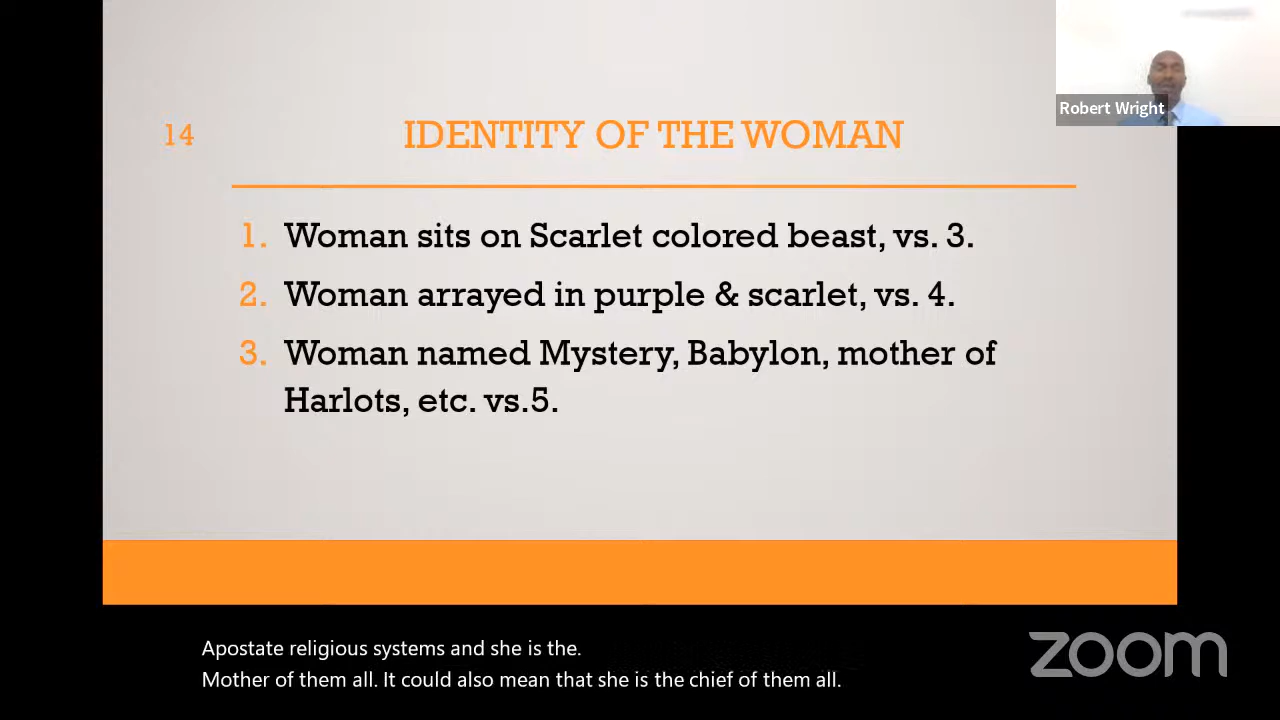 Robert Wright
14
IDENTITY OF THE WOMAN
1. Woman sits on Scarlet colored beast, vs. 3.
2. Woman arrayed in purple & scarlet, vs. 4.
3. Woman named Mystery, Babylon, mother of
Harlots, etc. vs.5.
Apostate religious systems and she is the.
Mother of them all. It could also mean that she is the chief of them all.
zoom